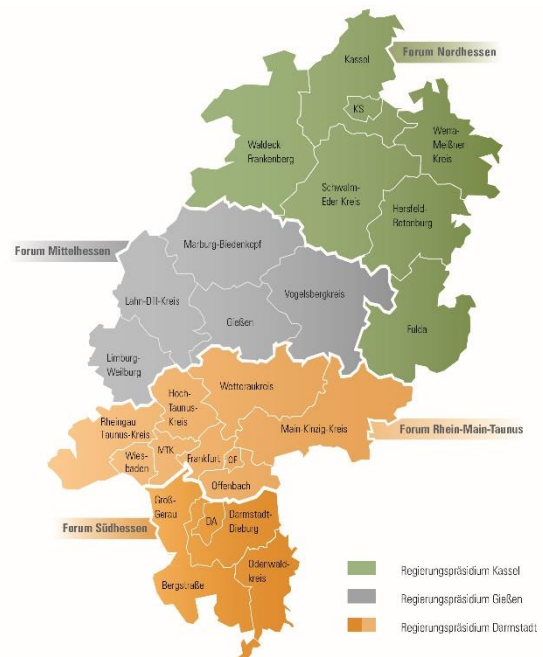 Forum Nordhessen
Kassel
KS
Werra-
Meißner
Kreis
Waldeck
Frankenberg
Schwalm-
Eder Kreis
Hersfeld-
Rotenburg
Forum Mittelhessen
Marburg-Biedenkopf
Lahn-Dill-Kreis
Vogelsbergkreis
Gießen
Fulda
Limburg-
Weilburg
Wetteraukreis
Hoch-
Taunus-
Kreis
Rheingau
Taunus-Kreis
Main-Kinzig-Kreis
Forum Rhein-Main-Taunus
Wies-
baden
MTK
Frankfurt
OF
Offenbach
Groß-
Gerau
Forum Südhessen
DA
Darmstadt-
Dieburg
Odenwald-
kreis
Bergstraße
Regierungspräsidium Kassel
Regierungspräsidium Gießen
Regierungspräsidium Darmstadt